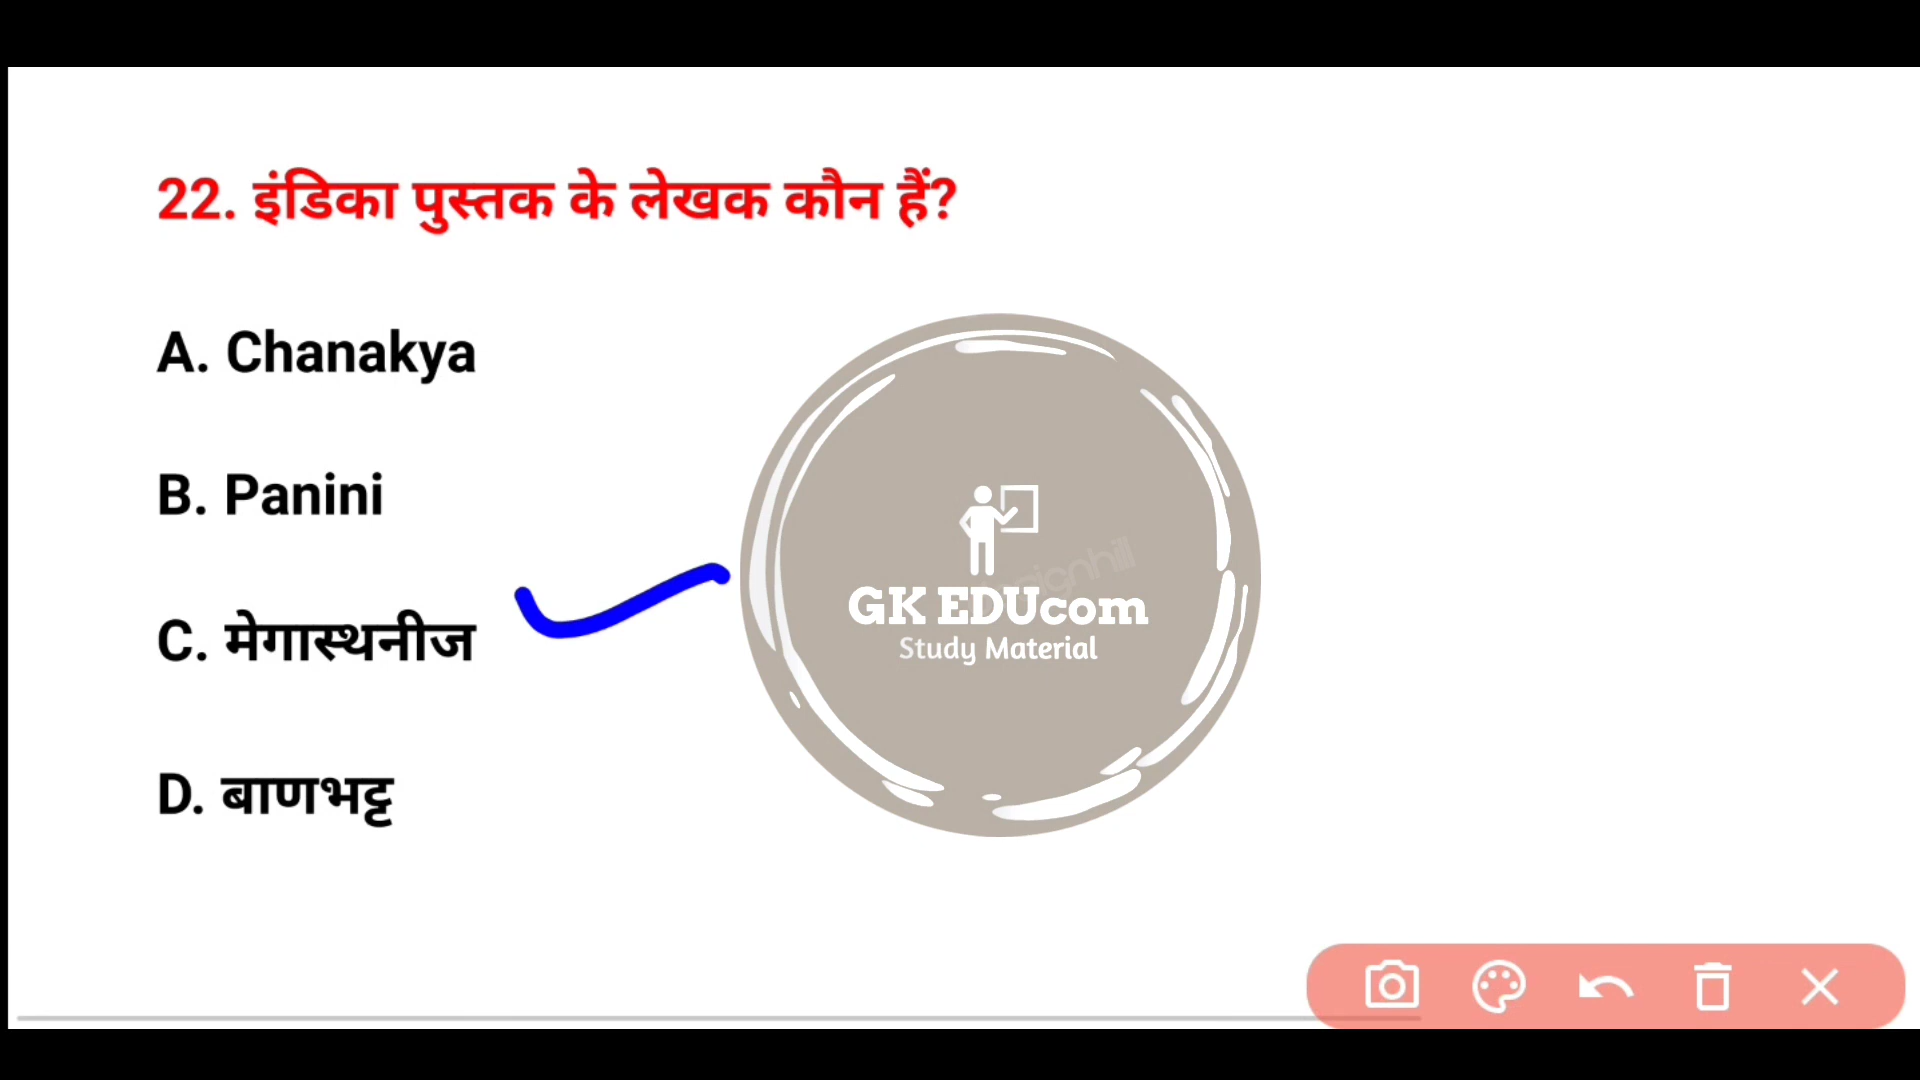 22. इंडिका पुस्तक के लेखक कौन हैं?
A. Chanakya
B. Panini
C. मेगास्थनीज
D. बाणभट्ट
GK EDUcom
Study Material